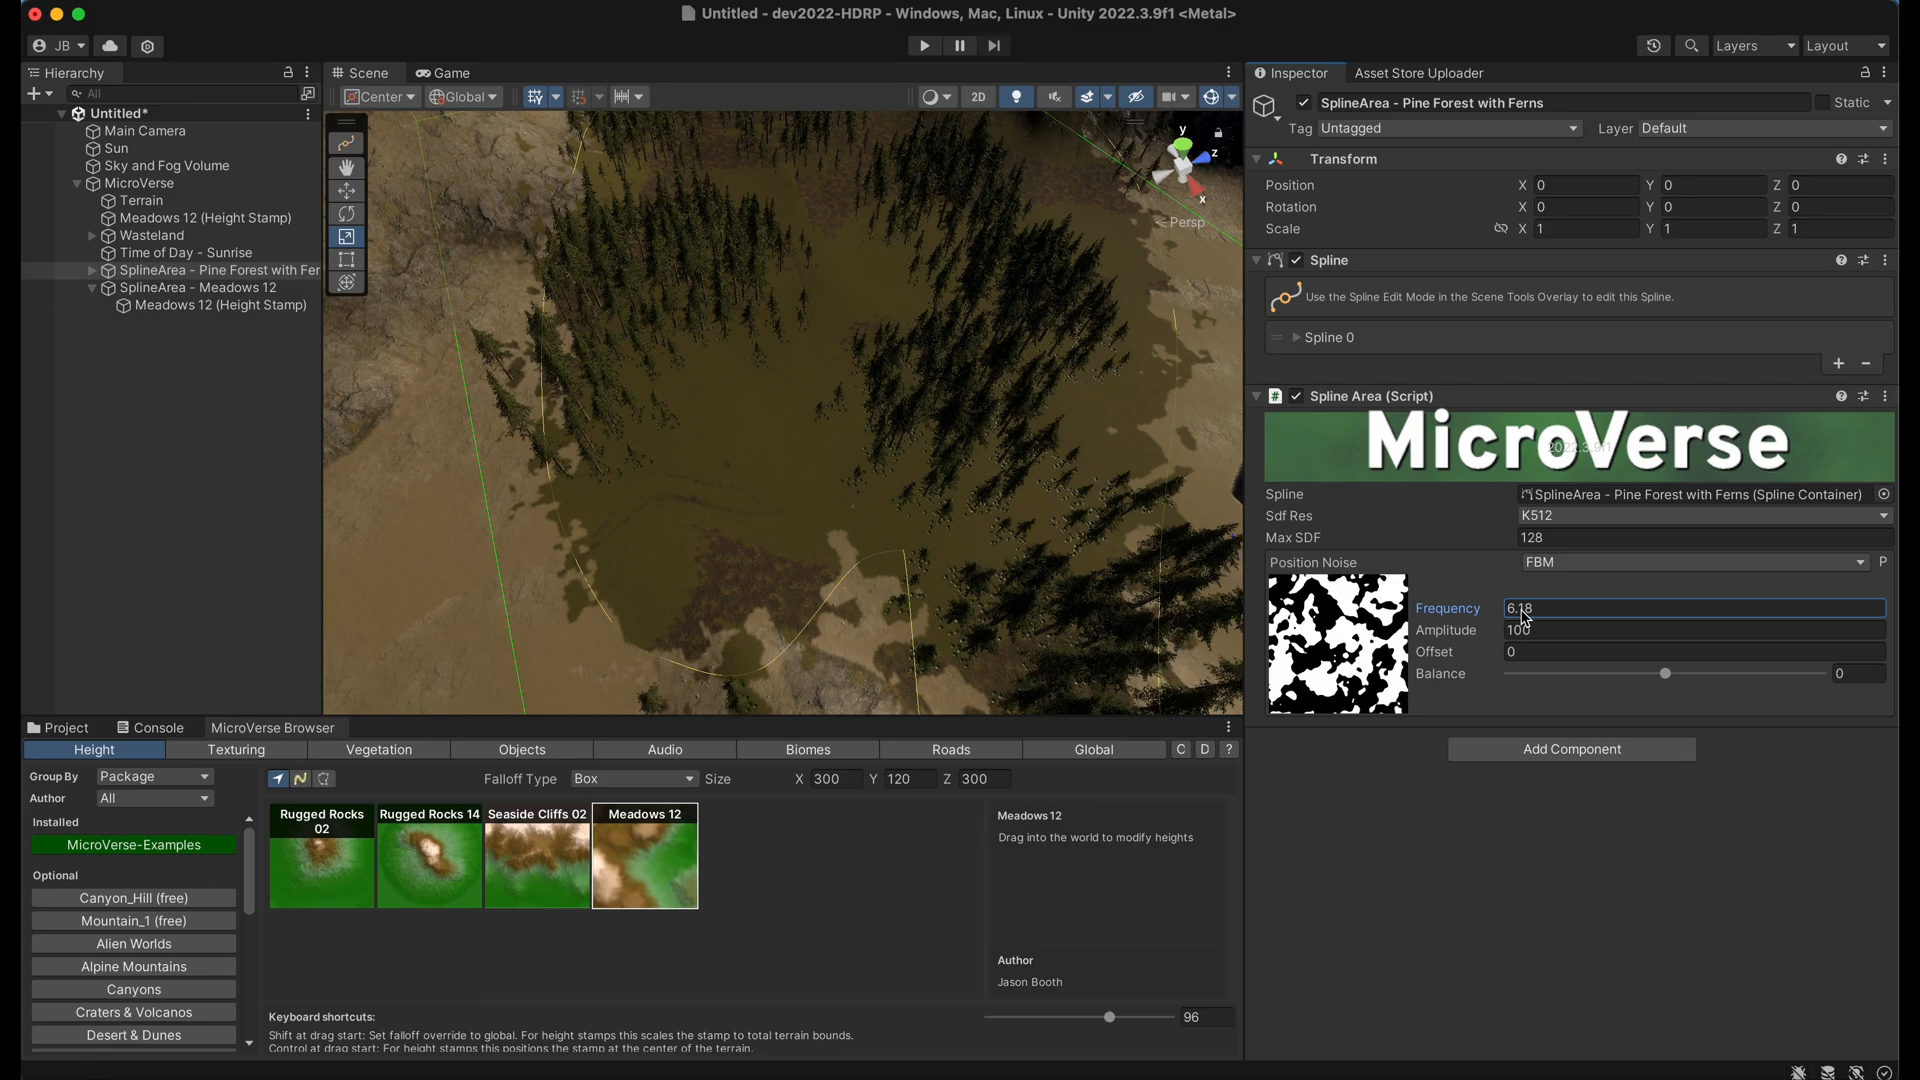 Untitled - dev2022-HDRP - Windows, Mac, Linux - Unity 2022.3.9f1 <Metal>
JB
Layers
Layout
Hierarchy
All
Untitled*
Main Camera
Sun
Sky and Fog Volume
MicroVerse
Terrain
Meadows 12 (Height Stamp)
Wasteland
Time of Day - Sunrise
SplineArea - Pine Forest with Fer
SplineArea - Meadows 12
Meadows 12 (Height Stamp)
Scene
Game
Center
Global
2D
y
z
x
Persp
Inspector
Asset Store Uploader
SplineArea - Pine Forest with Ferns
Static
Tag Untagged
Layer Default
Transform
Position X 0 Y 0 Z 0
Rotation X 0 Y 0 Z 0
Scale X 1 Y 1 Z 1
Spline
Use the Spline Edit Mode in the Scene Tools Overlay to edit this Spline.
Spline 0
+ −
# Spline Area (Script)
MicroVerse
2022.3.9f1
Spline SplineArea - Pine Forest with Ferns (Spline Container)
Sdf Res K512
Max SDF 128
Position Noise FBM P
Frequency 6.18
Amplitude 100
Offset 0
Balance 0
Add Component
Project
Console
MicroVerse Browser
Height
Texturing
Vegetation
Objects
Audio
Biomes
Roads
Global
C
D
?
Group By Package
Author All
Falloff Type Box
Size X 300 Y 120 Z 300
Installed
MicroVerse-Examples
Optional
Canyon_Hill (free)
Mountain_1 (free)
Alien Worlds
Alpine Mountains
Canyons
Craters & Volcanos
Desert & Dunes
Rugged Rocks
02
Rugged Rocks 14
Seaside Cliffs 02
Meadows 12
Meadows 12
Drag into the world to modify heights
Author
Jason Booth
Keyboard shortcuts:
96
Shift at drag start: Set falloff override to global. For height stamps this scales the stamp to total terrain bounds.
Control at drag start: For height stamps this positions the stamp at the center of the terrain.